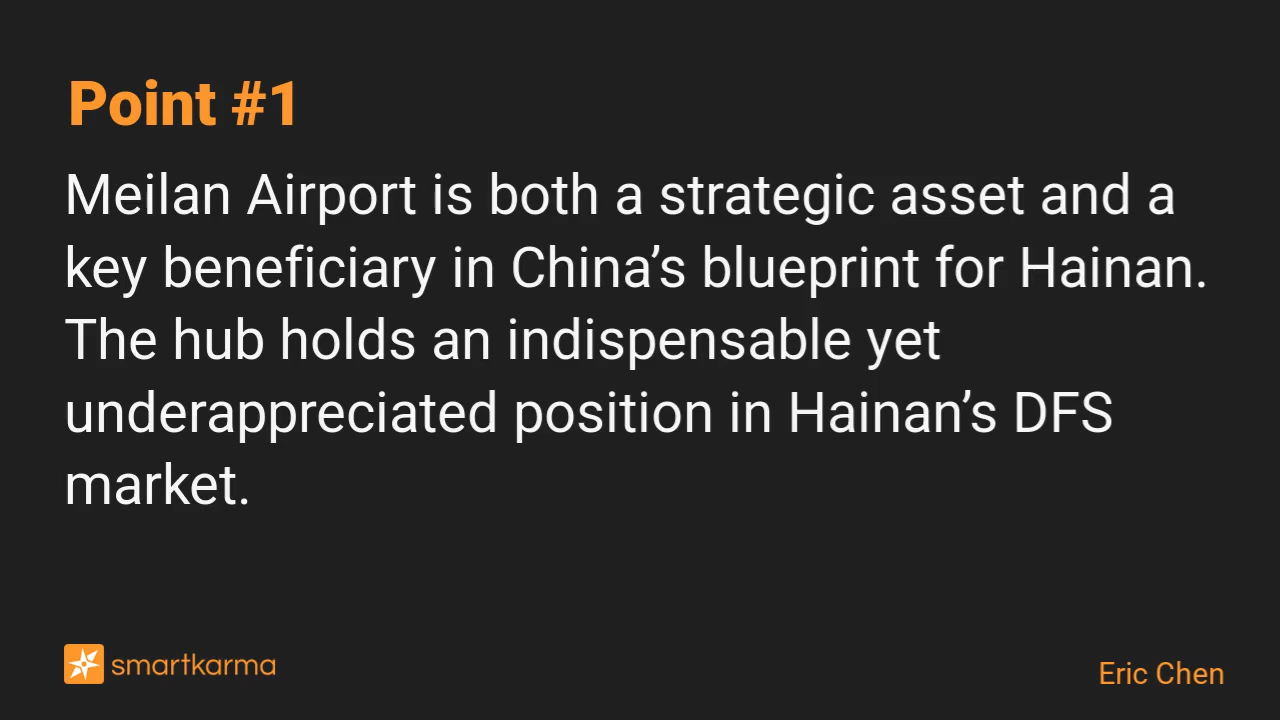 Point #1
Meilan Airport is both a strategic asset and a
key beneficiary in China’s blueprint for Hainan.
The hub holds an indispensable yet
underappreciated position in Hainan’s DFS
market.
smartkarma
Eric Chen